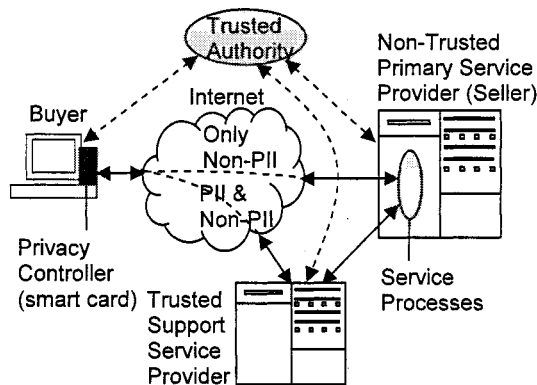 Trusted
Authority
Non-Trusted
Primary Service
Provider (Seller)
Buyer
Internet
Only
Non-PII
PII &
Non-PII
Privacy
Controller
(smart card)
Service
Processes
Trusted
Support
Service
Provider